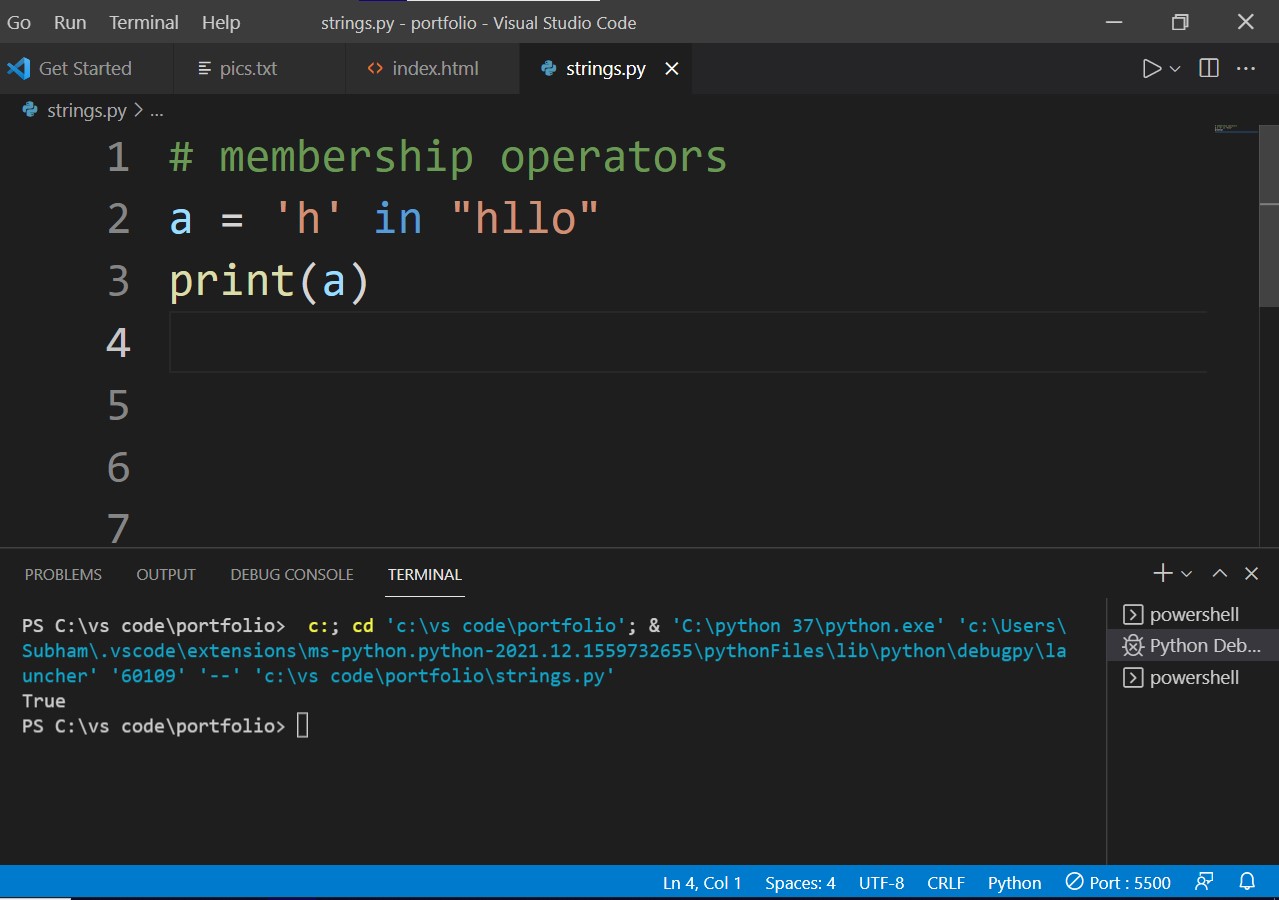 Go Run Terminal Help strings.py - portfolio - Visual Studio Code
Get Started pics.txt index.html strings.py
strings.py > ...
1 # membership operators
2 a = 'h' in "hllo"
3 print(a)
4
5
6
7
PROBLEMS OUTPUT DEBUG CONSOLE TERMINAL
PS C:\vs code\portfolio>  c:; cd 'c:\vs code\portfolio'; & 'C:\python 37\python.exe' 'c:\Users\
Subham\.vscode\extensions\ms-python.python-2021.12.1559732655\pythonFiles\lib\python\debugpy\la
uncher' '60109' '--' 'c:\vs code\portfolio\strings.py'
True
PS C:\vs code\portfolio>
powershell
Python Deb...
powershell
Ln 4, Col 1 Spaces: 4 UTF-8 CRLF Python Port : 5500